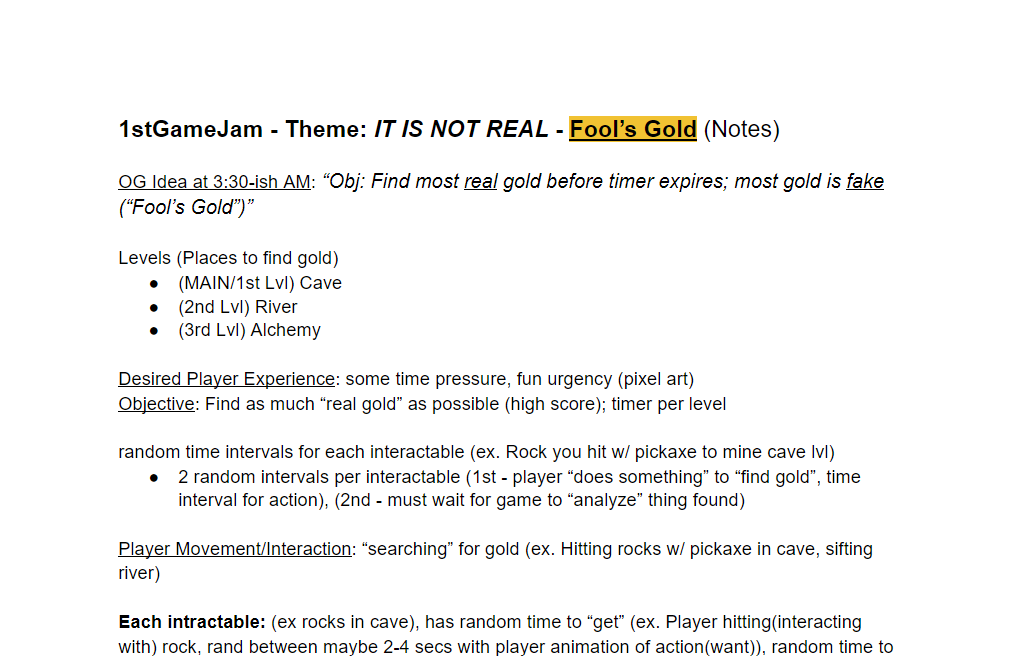 1stGameJam - Theme: IT IS NOT REAL - Fool’s Gold (Notes)
OG Idea at 3:30-ish AM: “Obj: Find most real gold before timer expires; most gold is fake
(“Fool’s Gold”)”
Levels (Places to find gold)
● (MAIN/1st Lvl) Cave
● (2nd Lvl) River
● (3rd Lvl) Alchemy
Desired Player Experience: some time pressure, fun urgency (pixel art)
Objective: Find as much “real gold” as possible (high score); timer per level
random time intervals for each interactable (ex. Rock you hit w/ pickaxe to mine cave lvl)
● 2 random intervals per interactable (1st - player “does something” to “find gold”, time
interval for action), (2nd - must wait for game to “analyze” thing found)
Player Movement/Interaction: “searching” for gold (ex. Hitting rocks w/ pickaxe in cave, sifting
river)
Each intractable: (ex rocks in cave), has random time to “get” (ex. Player hitting(interacting
with) rock, rand between maybe 2-4 secs with player animation of action(want)), random time to